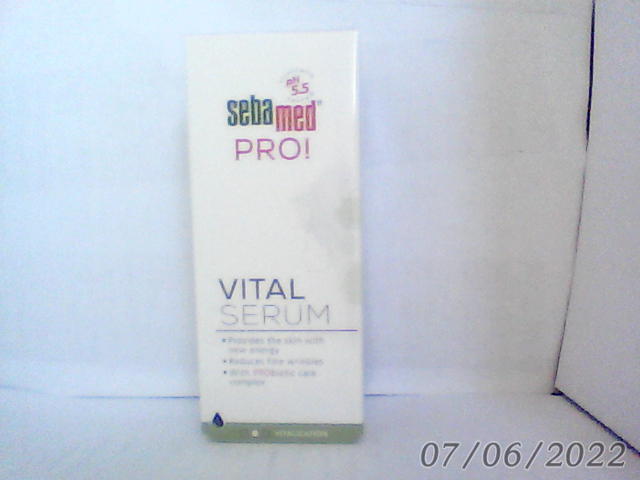 pH
5.5
sebamed®
PRO!
VITAL
SERUM
• Provides the skin with
new energy
• Reduces fine wrinkles
• With PRObiotic care
complex
VITALIZATION
07/06/2022